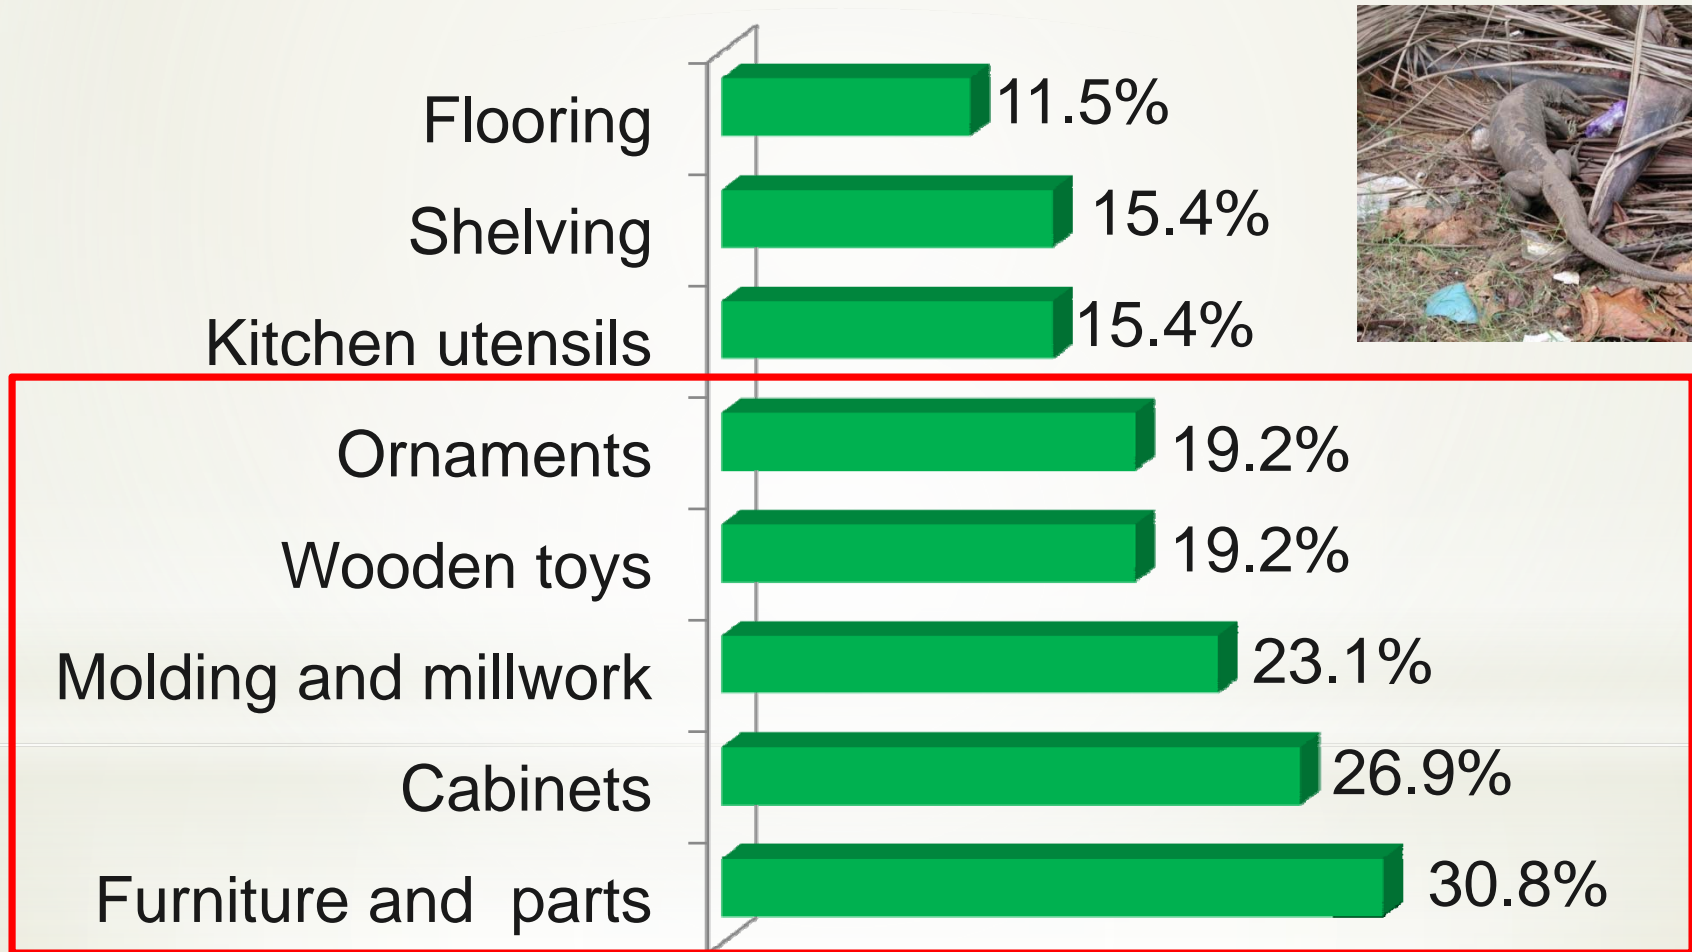 Flooring 11.5%
Shelving 15.4%
Kitchen utensils 15.4%
Ornaments 19.2%
Wooden toys 19.2%
Molding and millwork 23.1%
Cabinets 26.9%
Furniture and  parts 30.8%